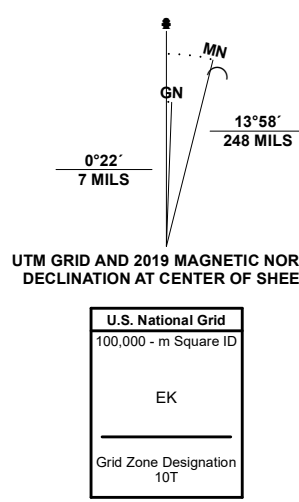 MN
GN
13°58´
248 MILS
0°22´
7 MILS
UTM GRID AND 2019 MAGNETIC NOR
DECLINATION AT CENTER OF SHEE
U.S. National Grid
100,000 - m Square ID
EK
Grid Zone Designation
10T